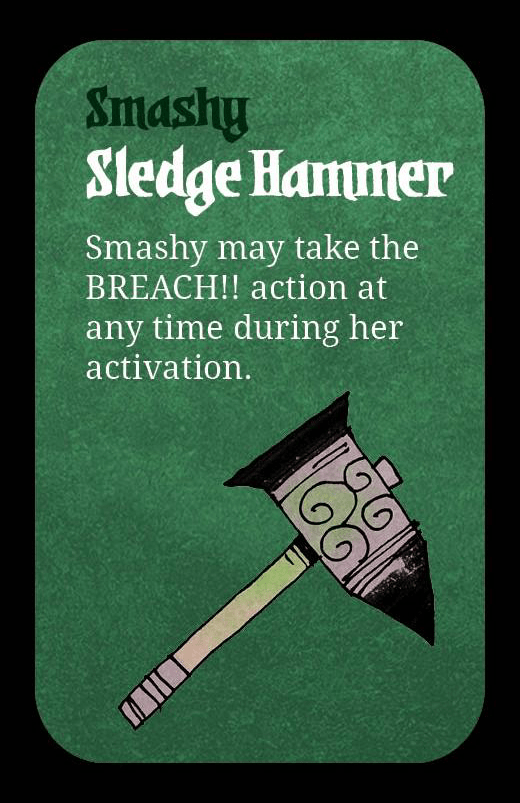 Smashy
Sledge Hammer
Smashy may take the
BREACH!! action at
any time during her
activation.